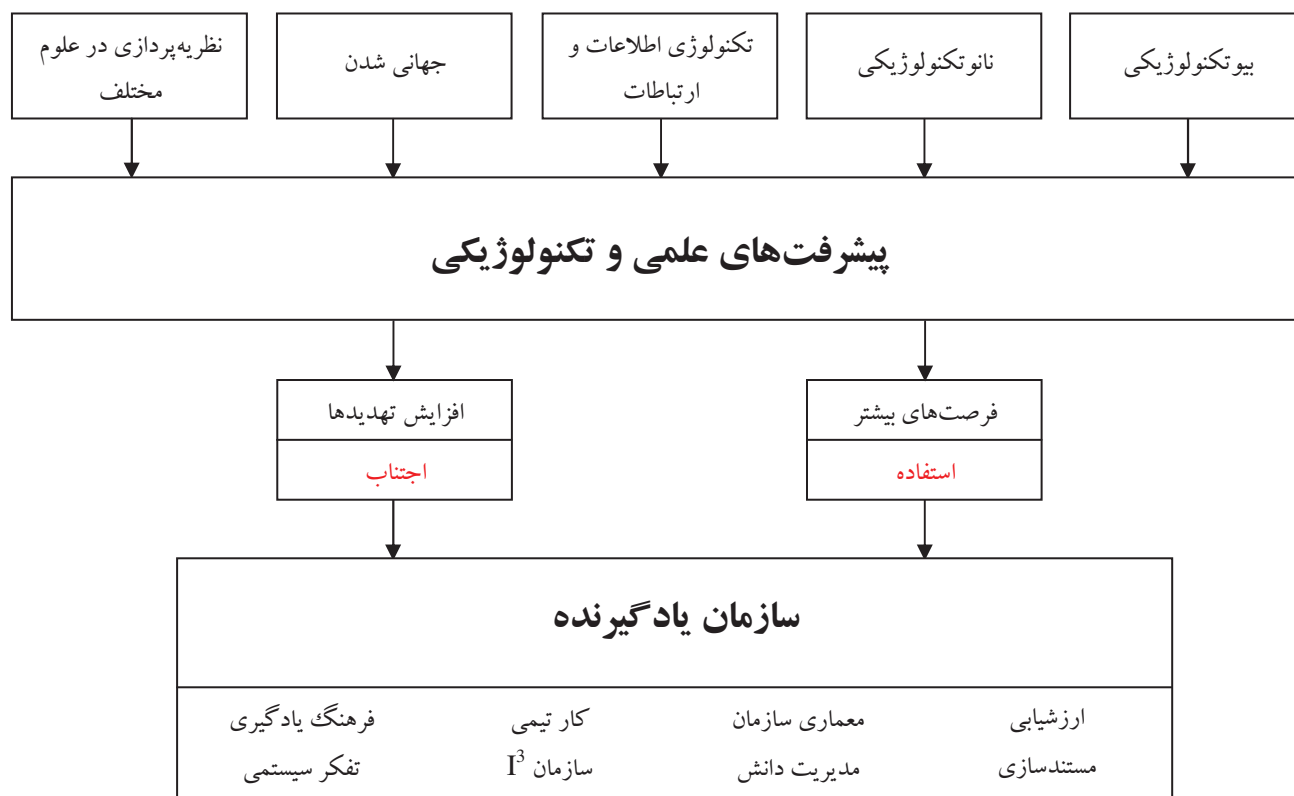 بیوتکنولوژیکی
نانوتکنولوژیکی
تکنولوژی اطلاعات و
ارتباطات
جهانی شدن
نظریه‌پردازی در علوم
مختلف
پیشرفت‌های علمی و تکنولوژیکی
فرصت‌های بیشتر
استفاده
افزایش تهدیدها
اجتناب
سازمان یادگیرنده
ارزشیابی معماری سازمان کار تیمی فرهنگ یادگیری
مستندسازی مدیریت دانش سازمان I³ تفکر سیستمی